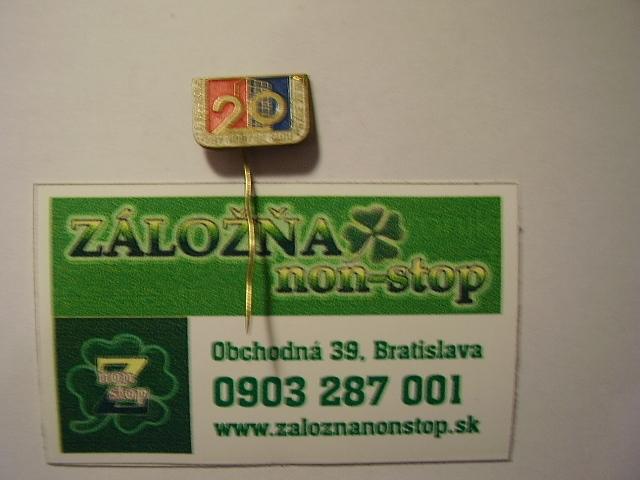 20
ZÁLOŽŇA
non-stop
Z
non
stop
Obchodná 39, Bratislava
0903 287 001
www.zaloznanonstop.sk